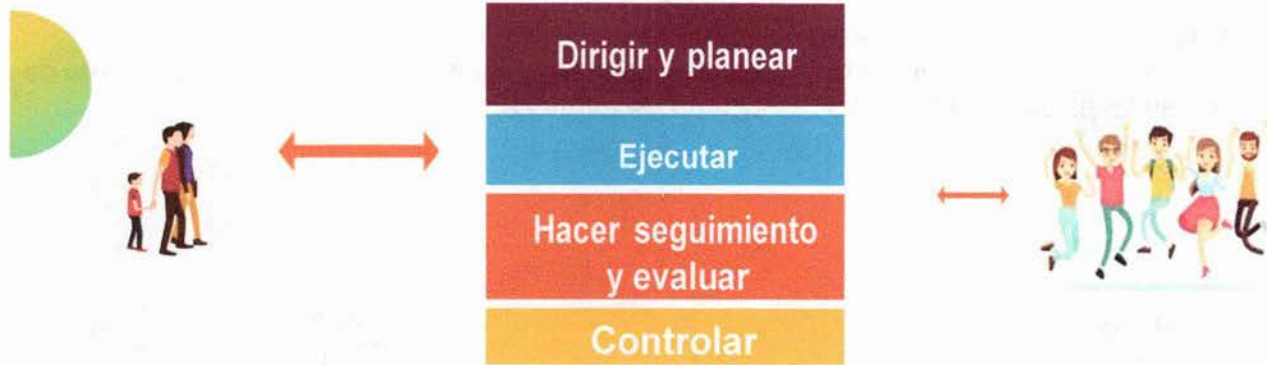 Dirigir y planear
Ejecutar
Hacer seguimiento
y evaluar
Controlar